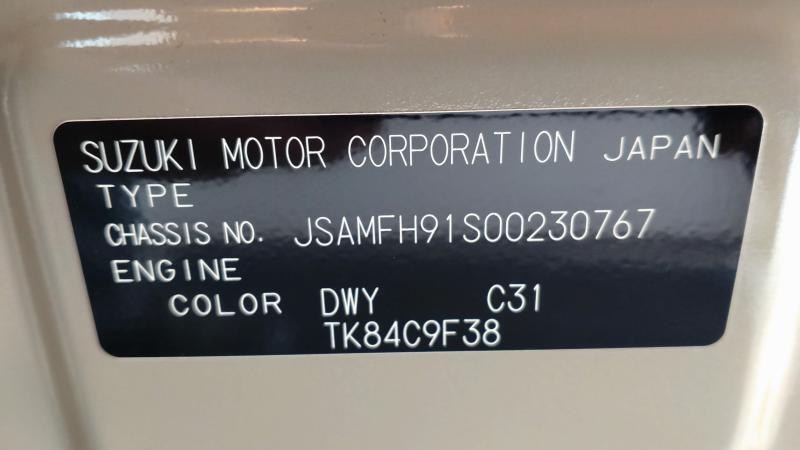 SUZUKI MOTOR CORPORATION JAPAN
TYPE
CHASSIS NO. JSAMFH91S00230767
ENGINE
COLOR DWY C31
TK84C9F38